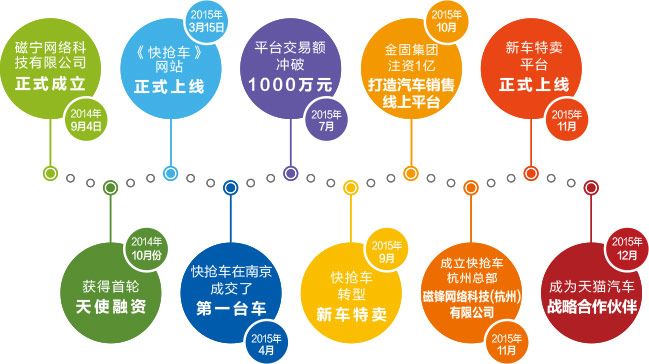 磁宁网络科
技有限公司
正式成立
2014年
9月4日
2014年
10月份
获得首轮
天使融资
2015年
3月15日
《快抢车》
网站
正式上线
快抢车在南京
成交了
第一台车
2015年
4月
平台交易额
冲破
1000万元
2015年
7月
2015年
9月
快抢车
转型
新车特卖
2015年
10月
金固集团
注资1亿
打造汽车销售
线上平台
成立快抢车
杭州总部
磁锋网络科技(杭州)
有限公司
2015年
11月
新车特卖
平台
正式上线
2015年
11月
2015年
12月
成为天猫汽车
战略合作伙伴